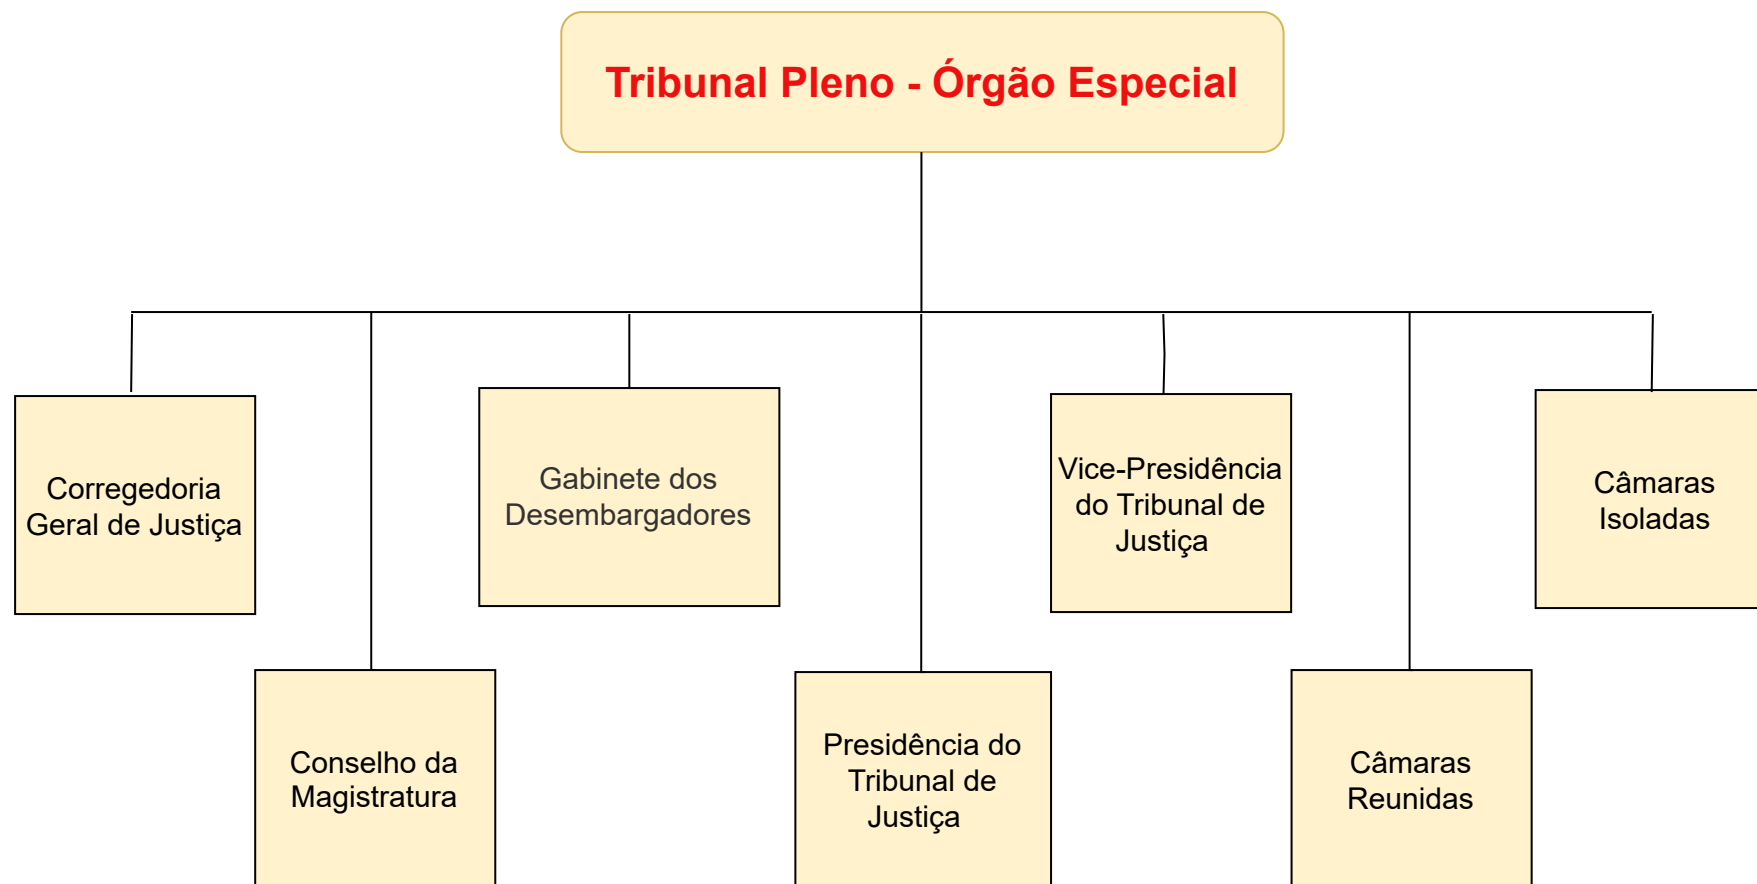 Tribunal Pleno - Órgão Especial
Corregedoria
Geral de Justiça
Gabinete dos
Desembargadores
Vice-Presidência
do Tribunal de
Justiça
Câmaras
Isoladas
Conselho da
Magistratura
Presidência do
Tribunal de
Justiça
Câmaras
Reunidas